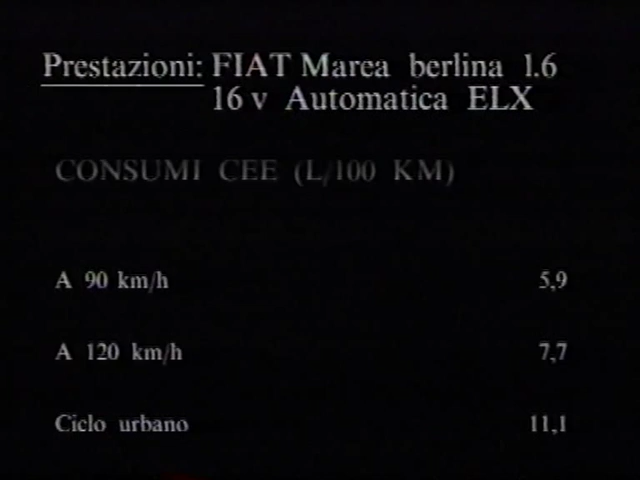 Prestazioni: FIAT Marea berlina 1.6
16 v Automatica ELX
CONSUMI CEE (L/100 KM)
A 90 km/h 5,9
A 120 km/h 7,7
Ciclo urbano 11,1